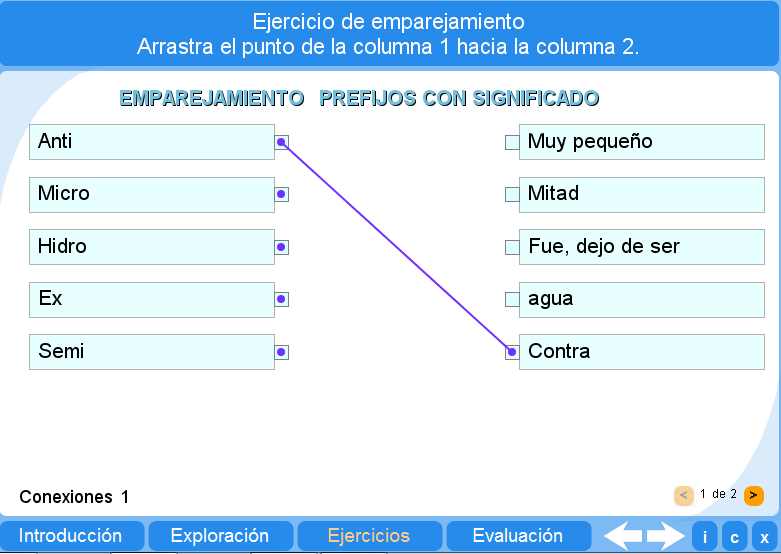 Ejercicio de emparejamiento
Arrastra el punto de la columna 1 hacia la columna 2.
EMPAREJAMIENTO PREFIJOS CON SIGNIFICADO
Anti
Muy pequeño
Micro
Mitad
Hidro
Fue, dejo de ser
Ex
agua
Semi
Contra
Conexiones 1
< 1 de 2 >
Introducción
Exploración
Ejercicios
Evaluación
i
c
x